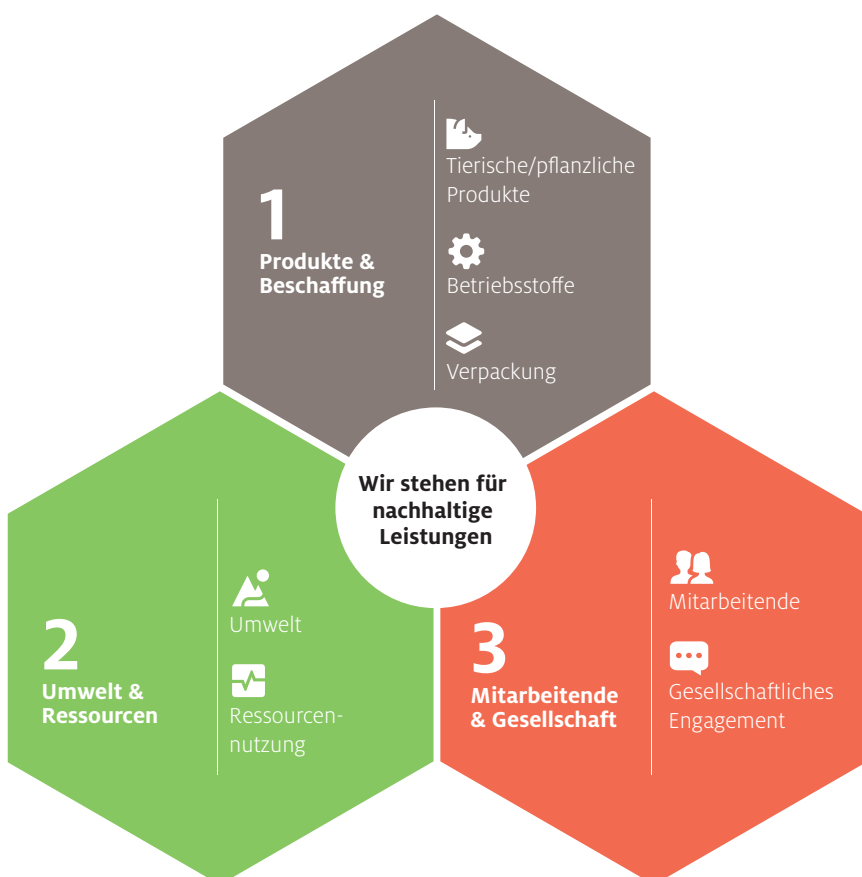 1
Produkte &
Beschaffung
Tierische/pflanzliche
Produkte
Betriebsstoffe
Verpackung
Wir stehen für
nachhaltige
Leistungen
2
Umwelt &
Ressourcen
Umwelt
Ressourcen-
nutzung
3
Mitarbeitende
& Gesellschaft
Mitarbeitende
Gesellschaftliches
Engagement